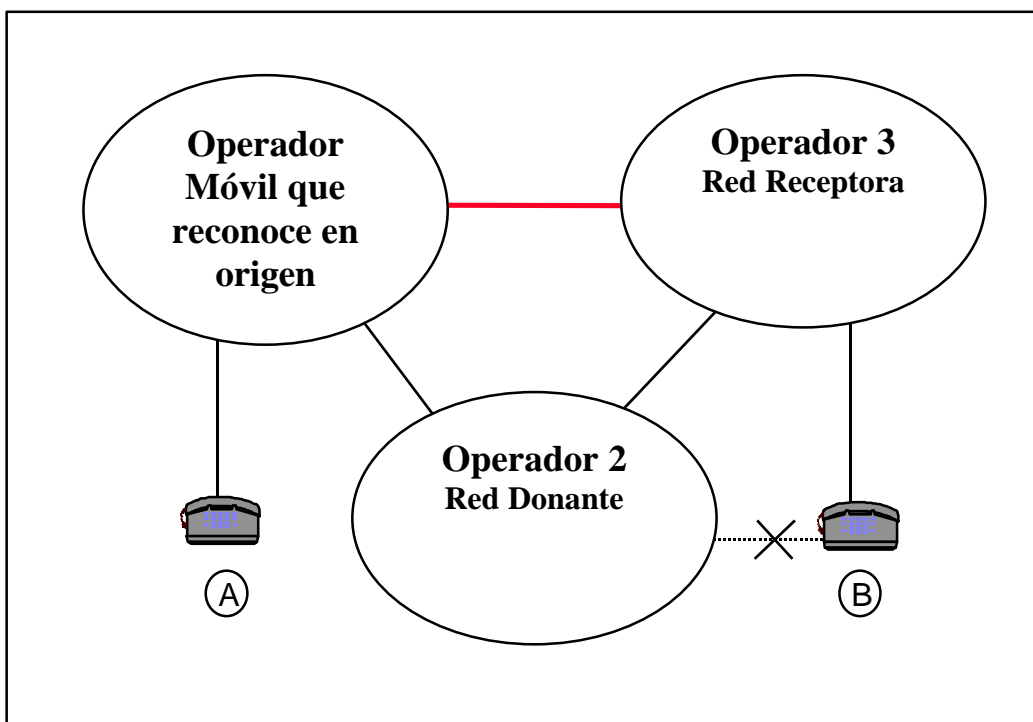 Operador
Móvil que
reconoce en
origen
Operador 3
Red Receptora
Operador 2
Red Donante
A
B